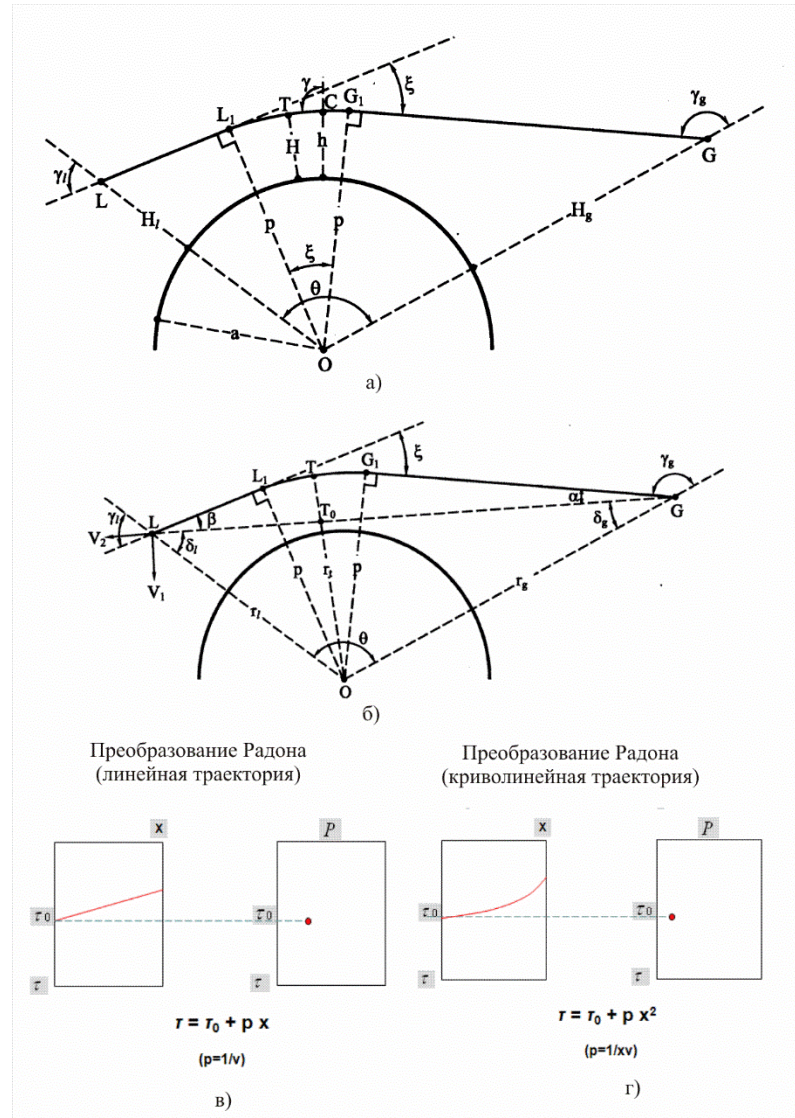 γ
ξ
L₁
T
C
G₁
γg
γl
L
H
h
G
Hl
Hg
p
p
ξ
θ
a
O
а)
ξ
L₁
T
G₁
γg
γl
L
β
T₀
α
G
V₂
δl
δg
V₁
p
rt
p
rl
rg
θ
O
б)
Преобразование Радона
(линейная траектория)
Преобразование Радона
(криволинейная траектория)
x
P
τ0
τ0
τ
τ
τ = τ₀ + p x
(p=1/v)
в)
x
P
τ0
τ0
τ
τ
τ = τ₀ + p x²
(p=1/xv)
г)